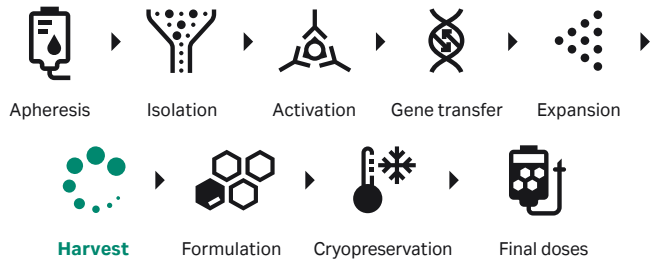 Apheresis Isolation Activation Gene transfer Expansion
Harvest Formulation Cryopreservation Final doses